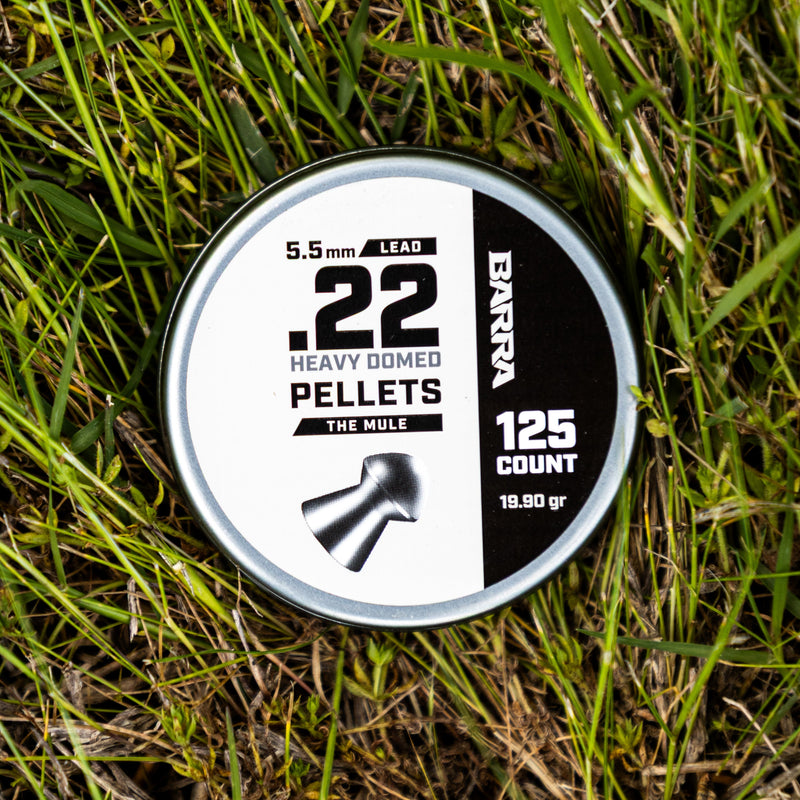 5.5mm LEAD
.22
HEAVY DOMED
PELLETS
THE MULE
BARRA
125
COUNT
19.90 gr